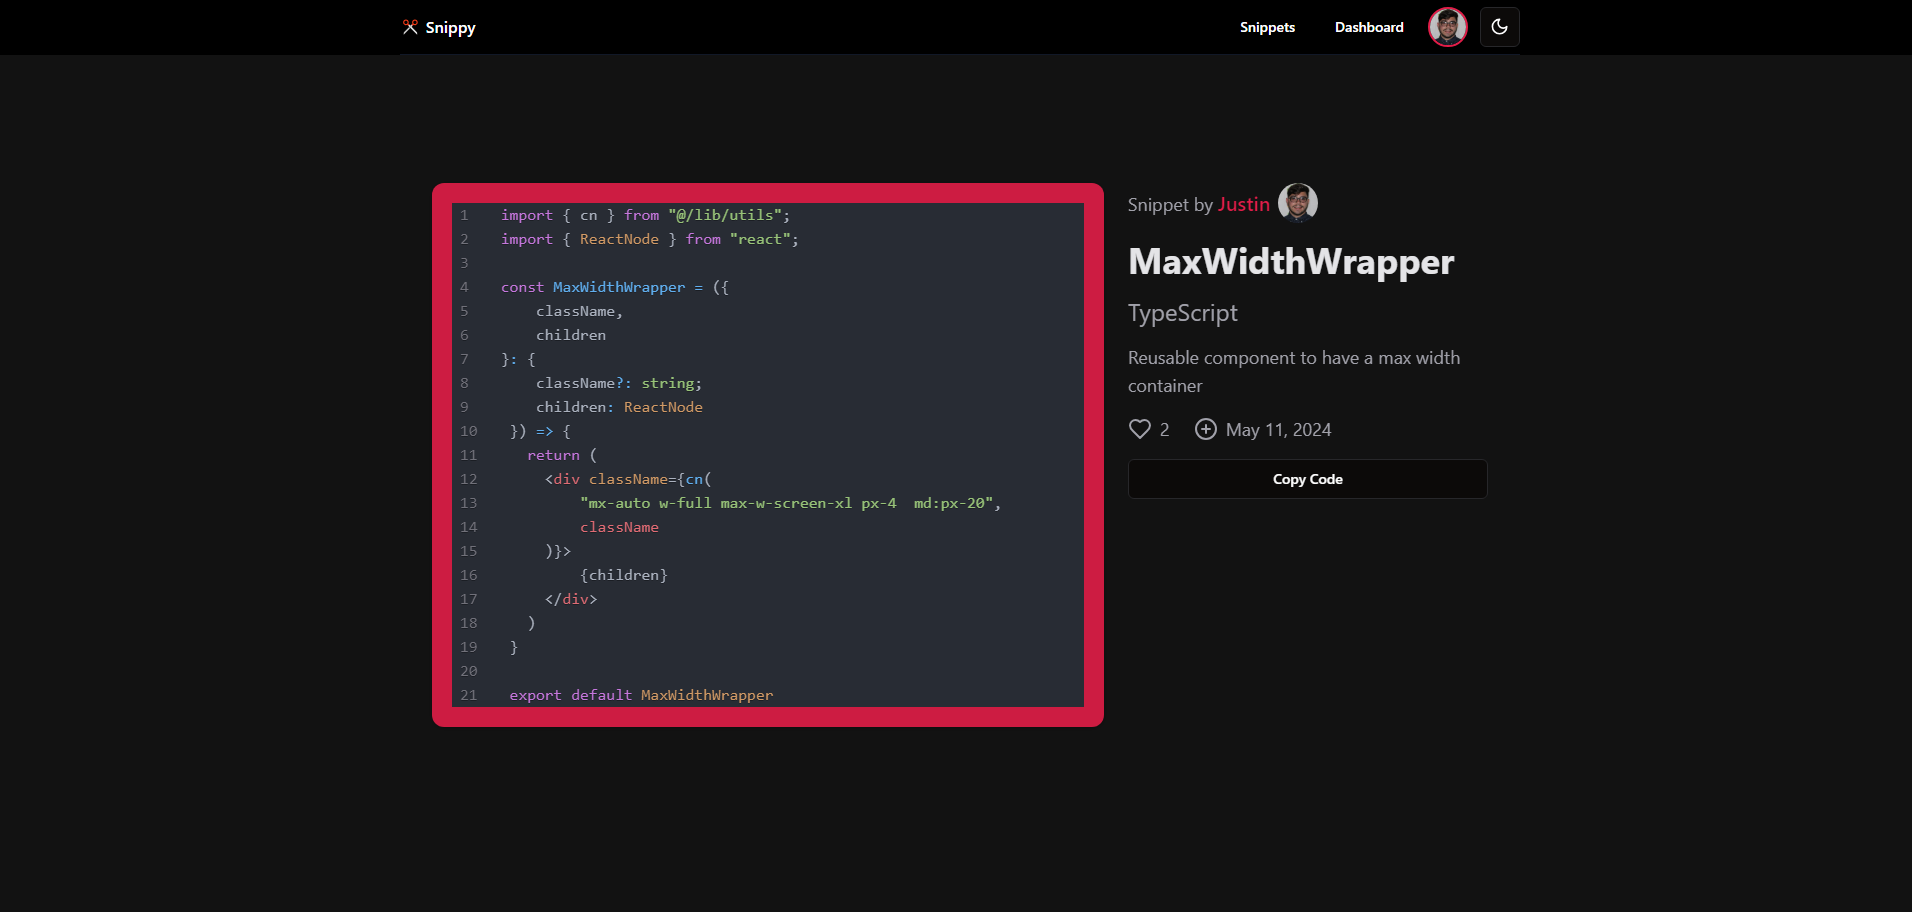 Snippy
Snippets
Dashboard
1 import { cn } from "@/lib/utils";
2 import { ReactNode } from "react";
3
4 const MaxWidthWrapper = ({
5     className,
6     children
7 }: {
8     className?: string;
9     children: ReactNode
10  }) => {
11    return (
12      <div className={cn(
13          "mx-auto w-full max-w-screen-xl px-4  md:px-20",
14          className
15      )}>
16          {children}
17      </div>
18    )
19  }
20
21  export default MaxWidthWrapper
Snippet by Justin
MaxWidthWrapper
TypeScript
Reusable component to have a max width
container
2
May 11, 2024
Copy Code